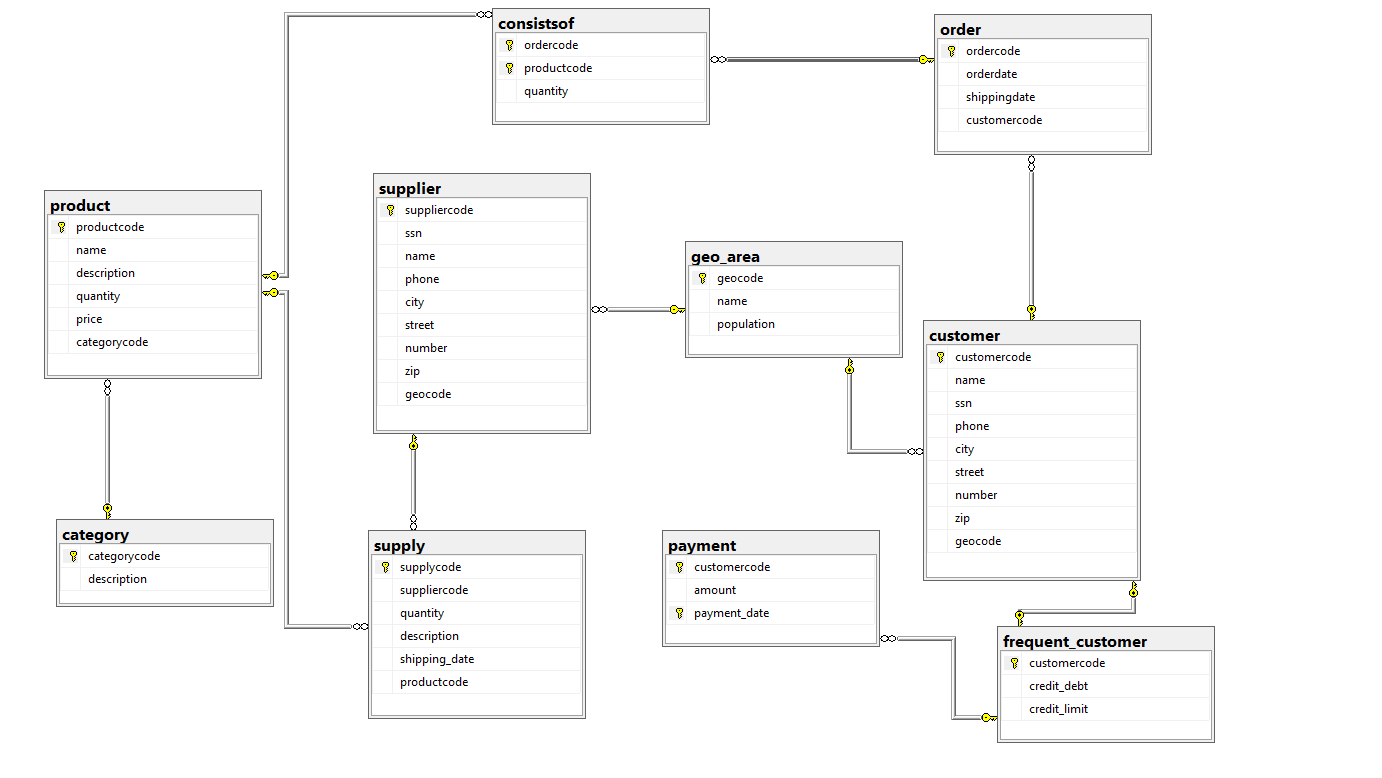 consistsof
ordercode
productcode
quantity
order
ordercode
orderdate
shippingdate
customercode
product
productcode
name
description
quantity
price
categorycode
supplier
suppliercode
ssn
name
phone
city
street
number
zip
geocode
geo_area
geocode
name
population
customer
customercode
name
ssn
phone
city
street
number
zip
geocode
category
categorycode
description
supply
supplycode
suppliercode
quantity
description
shipping_date
productcode
payment
customercode
amount
payment_date
frequent_customer
customercode
credit_debt
credit_limit